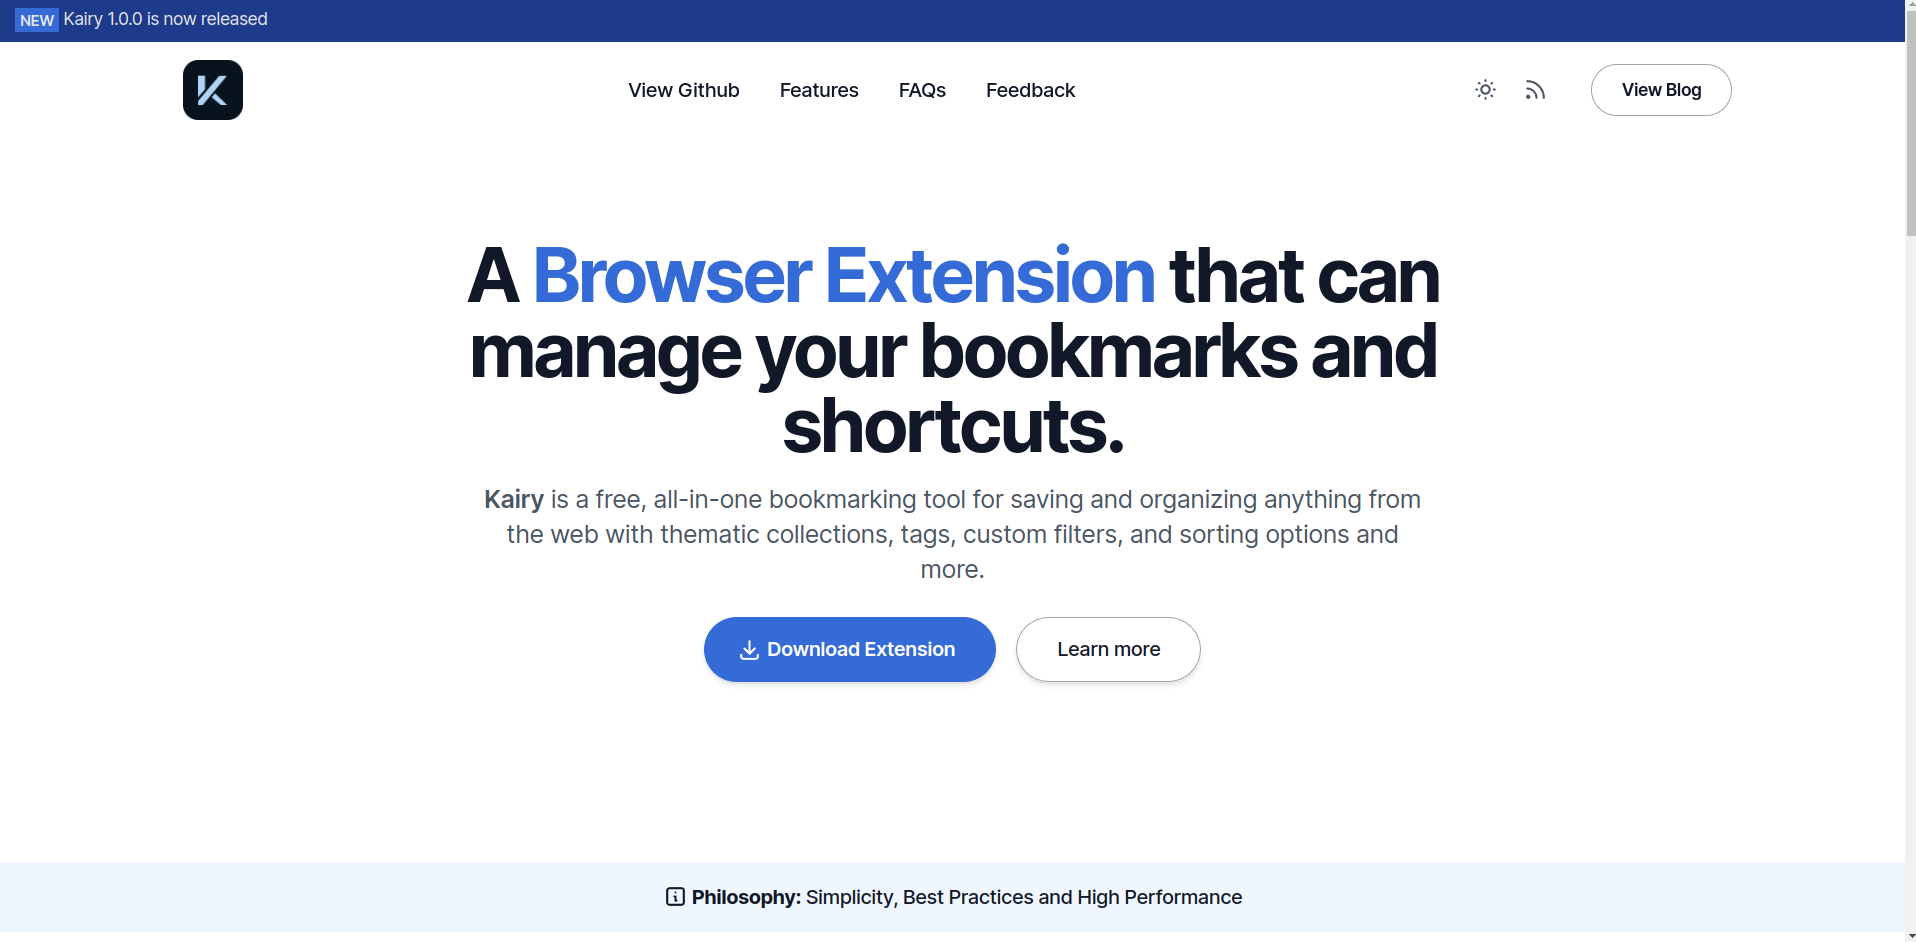 NEW Kairy 1.0.0 is now released
K
View Github Features FAQs Feedback View Blog
A Browser Extension that can
manage your bookmarks and
shortcuts.
Kairy is a free, all-in-one bookmarking tool for saving and organizing anything from
the web with thematic collections, tags, custom filters, and sorting options and
more.
Download Extension Learn more
Philosophy: Simplicity, Best Practices and High Performance